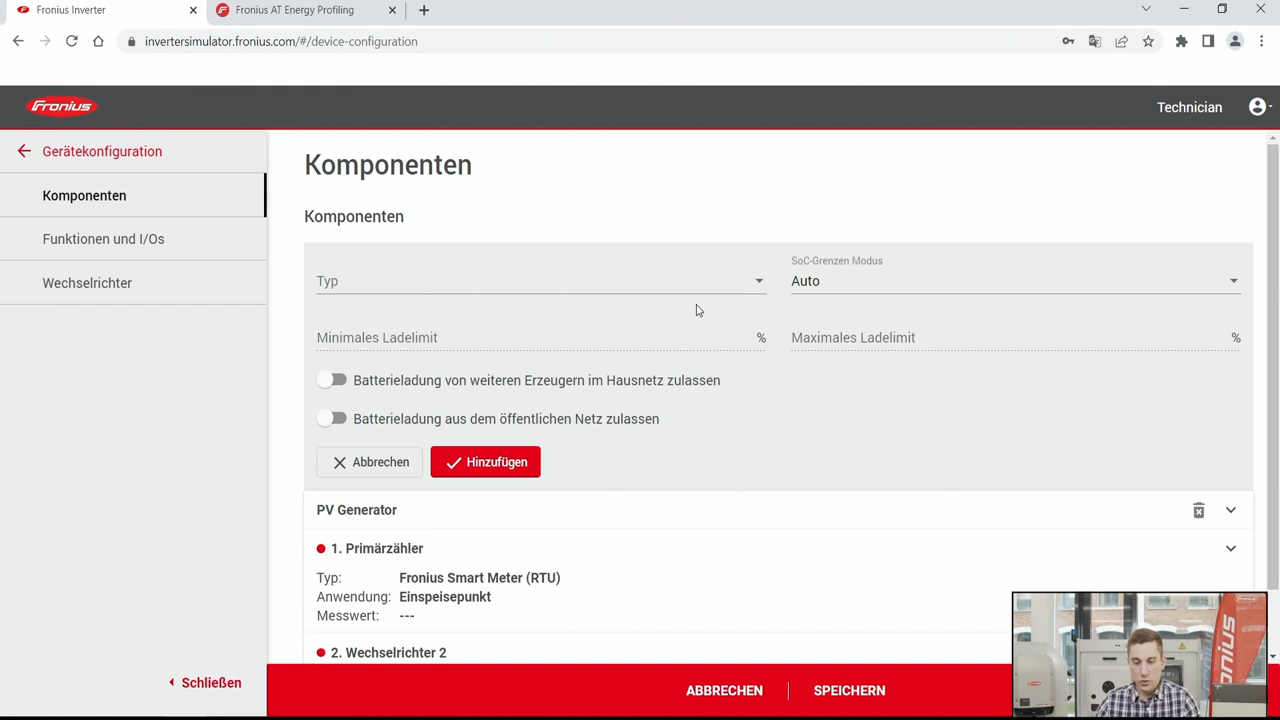 Fronius Inverter
Fronius AT Energy Profiling
invertersimulator.fronius.com/#/device-configuration
Fronius
Technician
Gerätekonfiguration
Komponenten
Funktionen und I/Os
Wechselrichter
Schließen
Komponenten
Komponenten
Typ
SoC-Grenzen Modus
Auto
Minimales Ladelimit %
Maximales Ladelimit %
Batterieladung von weiteren Erzeugern im Hausnetz zulassen
Batterieladung aus dem öffentlichen Netz zulassen
Abbrechen
Hinzufügen
PV Generator
1. Primärzähler
Typ: Fronius Smart Meter (RTU)
Anwendung: Einspeisepunkt
Messwert: ---
2. Wechselrichter 2
ABBRECHEN
SPEICHERN